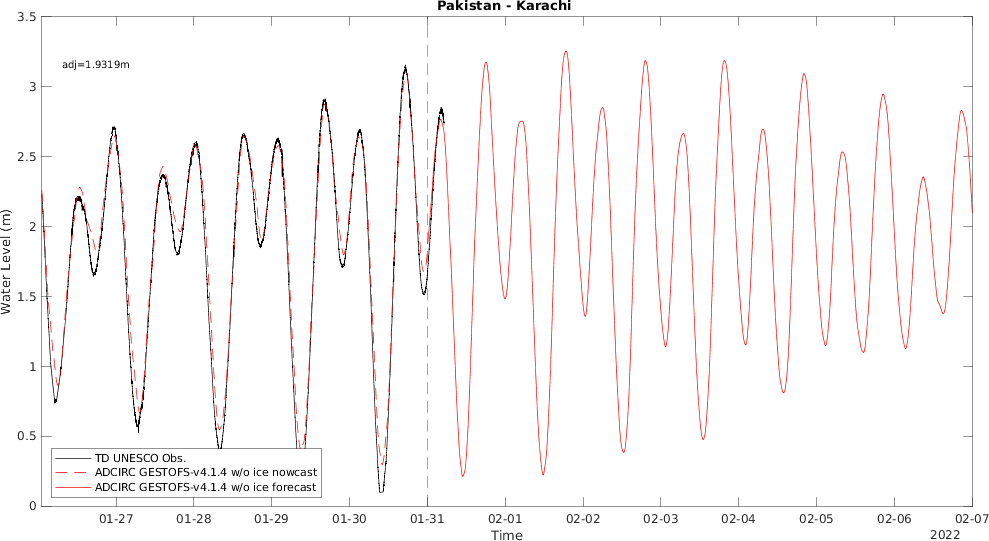 Pakistan - Karachi
adj=1.9319m
3.5
3
2.5
2
1.5
1
0.5
0
Water Level (m)
TD UNESCO Obs.
ADCIRC GESTOFS-v4.1.4 w/o ice nowcast
ADCIRC GESTOFS-v4.1.4 w/o ice forecast
01-27 01-28 01-29 01-30 01-31 02-01 02-02 02-03 02-04 02-05 02-06 02-07
Time
2022